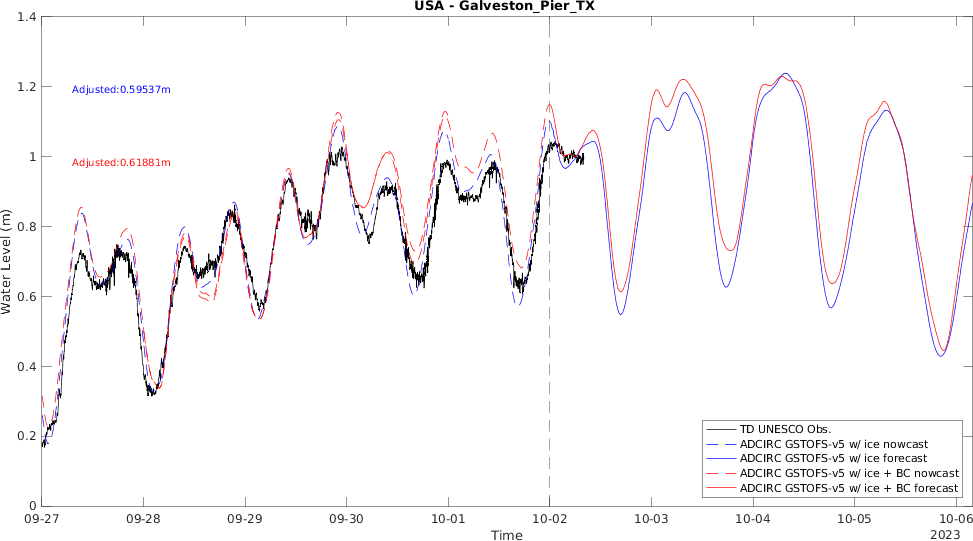 USA - Galveston_Pier_TX
1.4
1.2
1
0.8
0.6
0.4
0.2
0
Water Level (m)
Adjusted:0.59537m
Adjusted:0.61881m
TD UNESCO Obs.
ADCIRC GSTOFS-v5 w/ ice nowcast
ADCIRC GSTOFS-v5 w/ ice forecast
ADCIRC GSTOFS-v5 w/ ice + BC nowcast
ADCIRC GSTOFS-v5 w/ ice + BC forecast
09-27 09-28 09-29 09-30 10-01 10-02 10-03 10-04 10-05 10-06
Time
2023